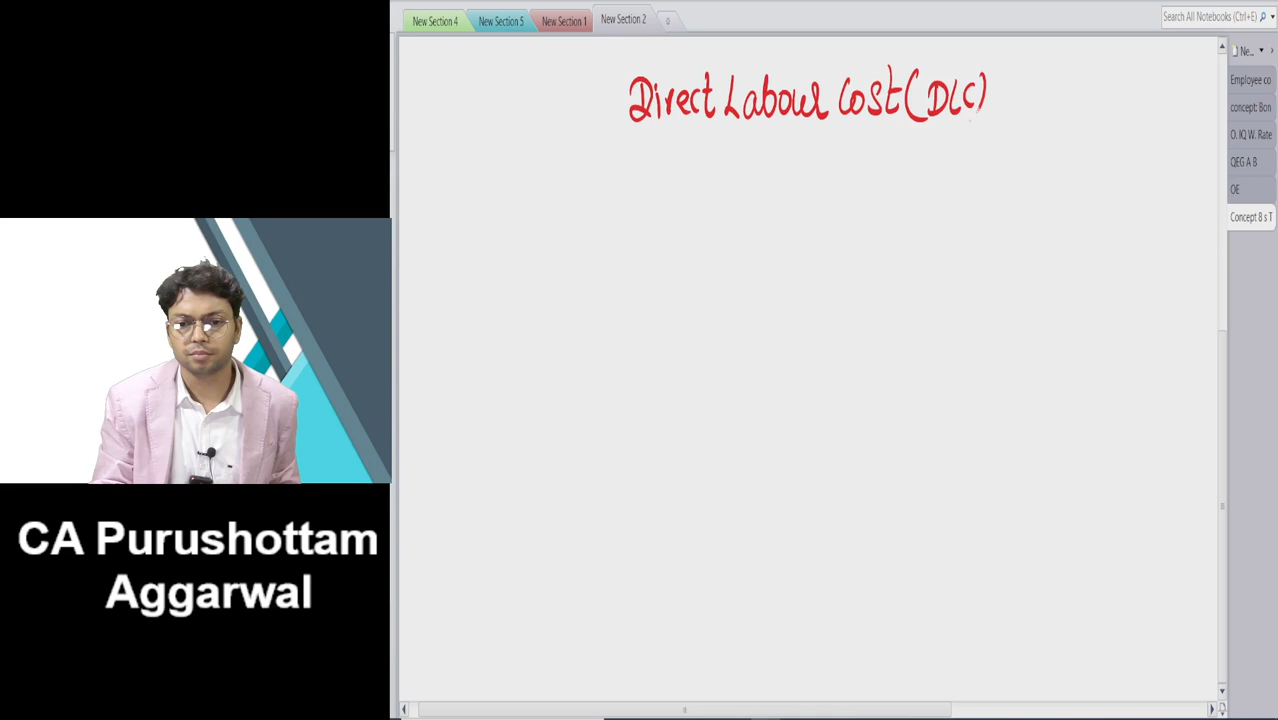 New Section 4
New Section 5
New Section 1
New Section 2
Search All Notebooks (Ctrl+E)
Ne...
Direct Labour Cost (DLC)
Employee co
concept: Bon
O. IQ W. Rate
QEG A B
OE
Concept 8 s T
CA Purushottam
Aggarwal